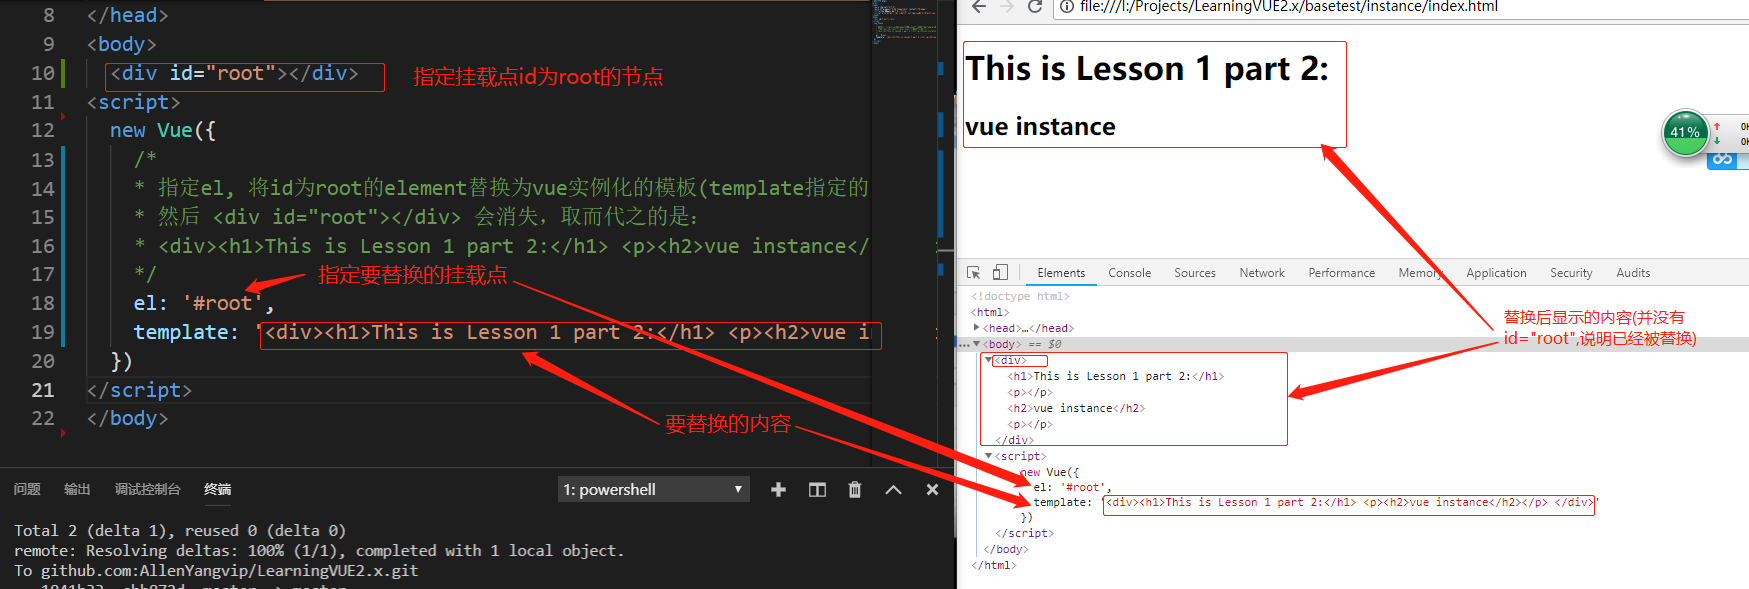 8 </head>
9 <body>
10 <div id="root"></div>
指定挂载点id为root的节点
11 <script>
12 new Vue({
13 /*
14 * 指定el, 将id为root的element替换为vue实例化的模板(template指定的
15 * 然后 <div id="root"></div> 会消失，取而代之的是：
16 * <div><h1>This is Lesson 1 part 2:</h1> <p><h2>vue instance</
17 */
指定要替换的挂载点
18 el: '#root',
19 template: '<div><h1>This is Lesson 1 part 2:</h1> <p><h2>vue i
20 })
21 </script>
22 </body>
要替换的内容
问题 输出 调试控制台 终端
1: powershell
Total 2 (delta 1), reused 0 (delta 0)
remote: Resolving deltas: 100% (1/1), completed with 1 local object.
To github.com:AllenYangvip/LearningVUE2.x.git
file:///I:/Projects/LearningVUE2.x/basetest/instance/index.html
This is Lesson 1 part 2:
vue instance
41%
Elements Console Sources Network Performance Memory Application Security Audits
<!doctype html>
<html>
<head>…</head>
<body> == $0
<div>
<h1>This is Lesson 1 part 2:</h1>
<p></p>
<h2>vue instance</h2>
<p></p>
</div>
<script>
new Vue({
el: '#root',
template: '<div><h1>This is Lesson 1 part 2:</h1> <p><h2>vue instance</h2></p> </div>'
})
</script>
</body>
</html>
替换后显示的内容(并没有
id="root",说明已经被替换)